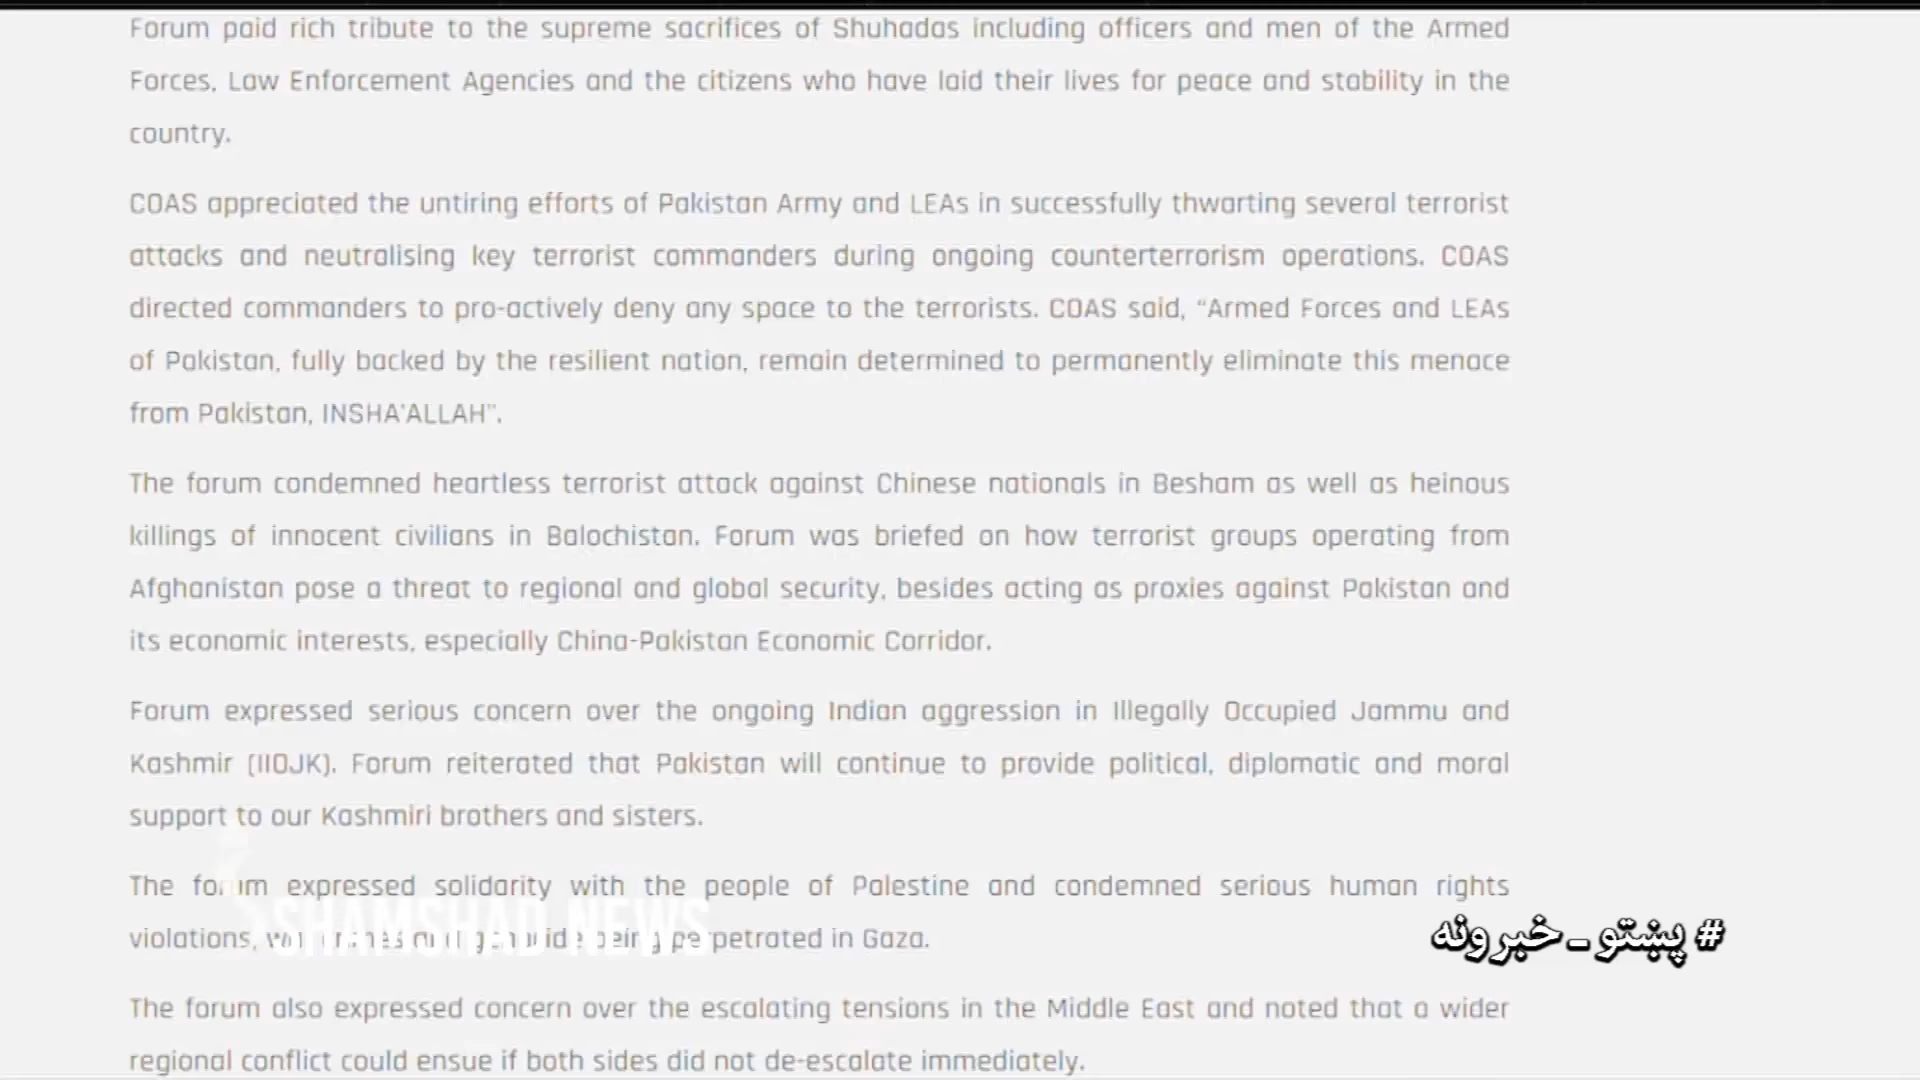 Forum paid rich tribute to the supreme sacrifices of Shuhadas including officers and men of the Armed
Forces, Law Enforcement Agencies and the citizens who have laid their lives for peace and stability in the
country.
COAS appreciated the untiring efforts of Pakistan Army and LEAs in successfully thwarting several terrorist
attacks and neutralising key terrorist commanders during ongoing counterterrorism operations. COAS
directed commanders to pro-actively deny any space to the terrorists. COAS said, “Armed Forces and LEAs
of Pakistan, fully backed by the resilient nation, remain determined to permanently eliminate this menace
from Pakistan, INSHA’ALLAH”.
The forum condemned heartless terrorist attack against Chinese nationals in Besham as well as heinous
killings of innocent civilians in Balochistan. Forum was briefed on how terrorist groups operating from
Afghanistan pose a threat to regional and global security, besides acting as proxies against Pakistan and
its economic interests, especially China-Pakistan Economic Corridor.
Forum expressed serious concern over the ongoing Indian aggression in Illegally Occupied Jammu and
Kashmir (IIOJK). Forum reiterated that Pakistan will continue to provide political, diplomatic and moral
support to our Kashmiri brothers and sisters.
The forum expressed solidarity with the people of Palestine and condemned serious human rights
violations, war crimes and genocide being perpetrated in Gaza.
SHAMSHAD NEWS
# پښتو ـ خبرونه
The forum also expressed concern over the escalating tensions in the Middle East and noted that a wider
regional conflict could ensue if both sides did not de-escalate immediately.